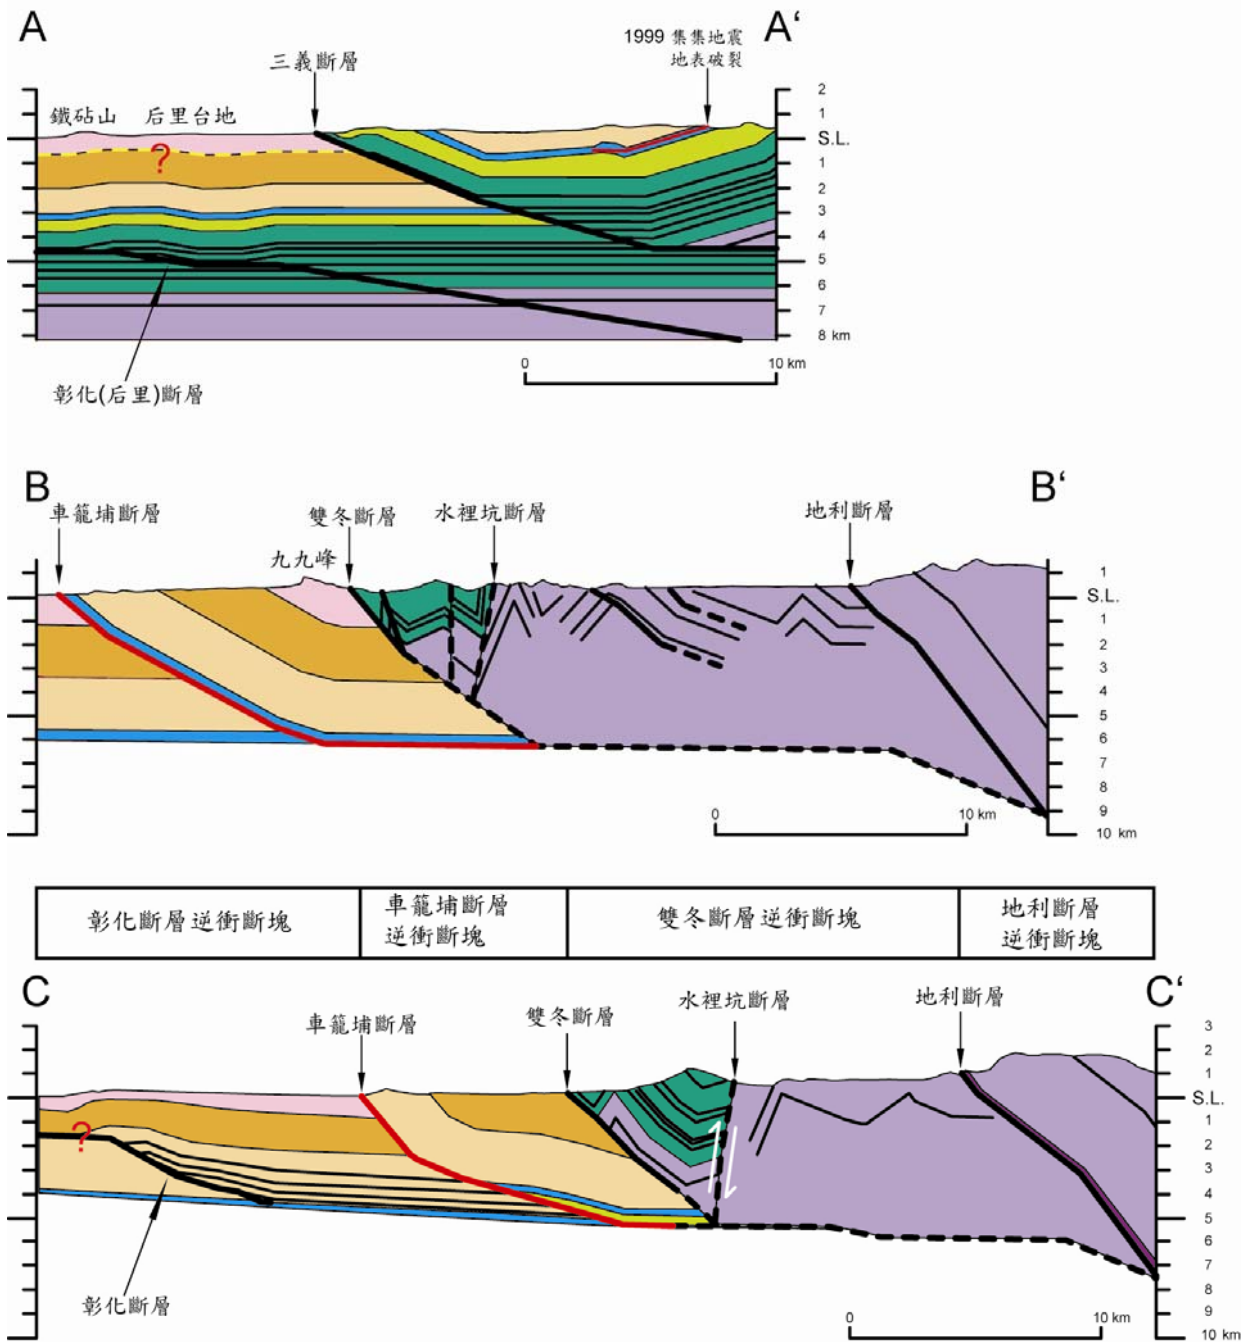 A
A'
1999 集集地震
地表破裂
三義斷層
鐵砧山
后里台地
2
1
S.L.
1
2
3
4
5
6
7
8 km
?
彰化(后里)斷層
0
10 km
B
B'
車籠埔斷層
雙冬斷層
水裡坑斷層
地利斷層
九九峰
1
S.L.
1
2
3
4
5
6
7
8
9
10 km
0
10 km
彰化斷層逆衝斷塊
車籠埔斷層
逆衝斷塊
雙冬斷層逆衝斷塊
地利斷層
逆衝斷塊
C
C'
車籠埔斷層
雙冬斷層
水裡坑斷層
地利斷層
3
2
1
S.L.
1
2
3
4
5
6
7
8
9
10 km
?
彰化斷層
0
10 km